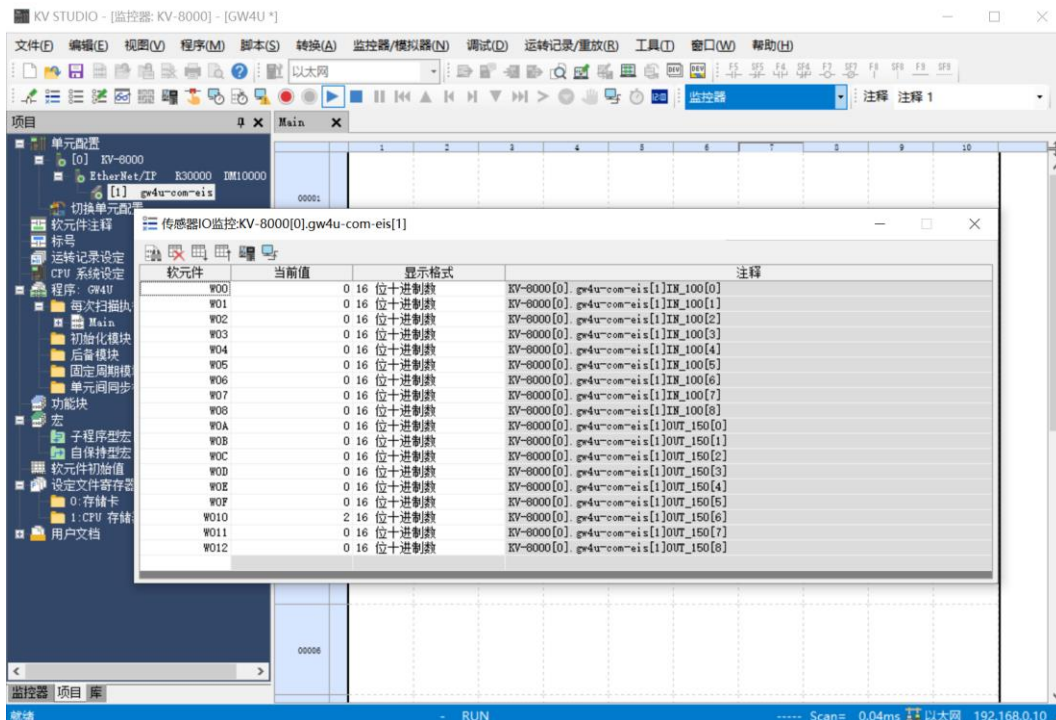 KV STUDIO - [监控器: KV-8000] - [GW4U *]
文件(F) 编辑(E) 视图(V) 程序(M) 脚本(S) 转换(A) 监控器/模拟器(N) 调试(D) 运转记录/重放(R) 工具(T) 窗口(W) 帮助(H)
以太网 F5 SF5 F4 SF4 F7 SF7 F8 SF8 F9 SF9
监控器 注释 注释 1
项目 Main
1 2 3 4 5 6 7 8 9 10
单元配置
[0] KV-8000
EtherNet/IP R30000 DM10000
[1] gw4u-com-eis
00001
切换单元配置
软元件注释
标号
运转记录设定
CPU 系统设定
程序: GW4U
每次扫描执
Main
初始化模块
后备模块
固定周期模
单元间同步
功能块
宏
子程序型宏
自保持型宏
软元件初始值
设定文件寄存器
0:存储卡
1:CPU 存储
用户文档
传感器IO监控:KV-8000[0].gw4u-com-eis[1]
软元件 当前值 显示格式 注释
W00 0 16 位十进制数 KV-8000[0].gw4u-com-eis[1]IN_100[0]
W01 0 16 位十进制数 KV-8000[0].gw4u-com-eis[1]IN_100[1]
W02 0 16 位十进制数 KV-8000[0].gw4u-com-eis[1]IN_100[2]
W03 0 16 位十进制数 KV-8000[0].gw4u-com-eis[1]IN_100[3]
W04 0 16 位十进制数 KV-8000[0].gw4u-com-eis[1]IN_100[4]
W05 0 16 位十进制数 KV-8000[0].gw4u-com-eis[1]IN_100[5]
W06 0 16 位十进制数 KV-8000[0].gw4u-com-eis[1]IN_100[6]
W07 0 16 位十进制数 KV-8000[0].gw4u-com-eis[1]IN_100[7]
W08 0 16 位十进制数 KV-8000[0].gw4u-com-eis[1]IN_100[8]
W0A 0 16 位十进制数 KV-8000[0].gw4u-com-eis[1]OUT_150[0]
W0B 0 16 位十进制数 KV-8000[0].gw4u-com-eis[1]OUT_150[1]
W0C 0 16 位十进制数 KV-8000[0].gw4u-com-eis[1]OUT_150[2]
W0D 0 16 位十进制数 KV-8000[0].gw4u-com-eis[1]OUT_150[3]
W0E 0 16 位十进制数 KV-8000[0].gw4u-com-eis[1]OUT_150[4]
W0F 0 16 位十进制数 KV-8000[0].gw4u-com-eis[1]OUT_150[5]
W010 2 16 位十进制数 KV-8000[0].gw4u-com-eis[1]OUT_150[6]
W011 0 16 位十进制数 KV-8000[0].gw4u-com-eis[1]OUT_150[7]
W012 0 16 位十进制数 KV-8000[0].gw4u-com-eis[1]OUT_150[8]
00006
监控器 项目 库
就绪 - RUN ----- Scan= 0.04ms 以太网 192.168.0.10